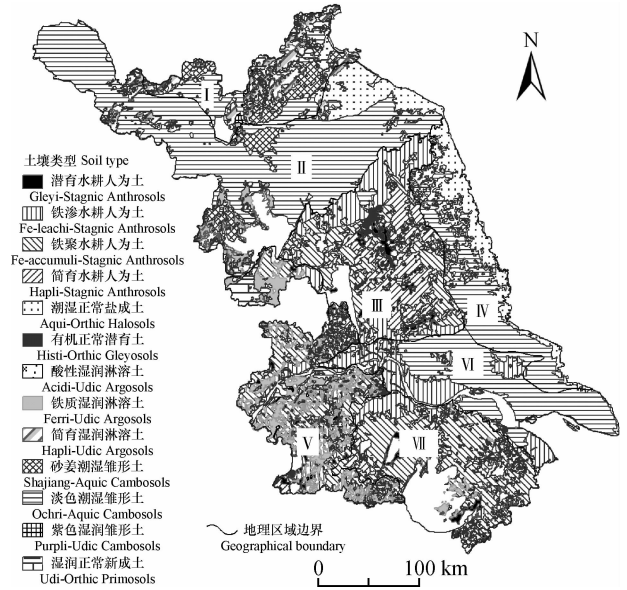 N
I
II
III
IV
V
VI
VII
土壤类型 Soil type
潜育水耕人为土
Gleyi-Stagnic Anthrosols
铁渗水耕人为土
Fe-leachi-Stagnic Anthrosols
铁聚水耕人为土
Fe-accumuli-Stagnic Anthrosols
简育水耕人为土
Hapli-Stagnic Anthrosols
潮湿正常盐成土
Aqui-Orthic Halosols
有机正常潜育土
Histi-Orthic Gleyosols
酸性湿润淋溶土
Acidi-Udic Argosols
铁质湿润淋溶土
Ferri-Udic Argosols
简育湿润淋溶土
Hapli-Udic Argosols
砂姜潮湿雏形土
Shajiang-Aquic Cambosols
淡色潮湿雏形土
Ochri-Aquic Cambosols
紫色湿润雏形土
Purpli-Udic Cambosols
湿润正常新成土
Udi-Orthic Primosols
地理区域边界
Geographical boundary
0 100 km